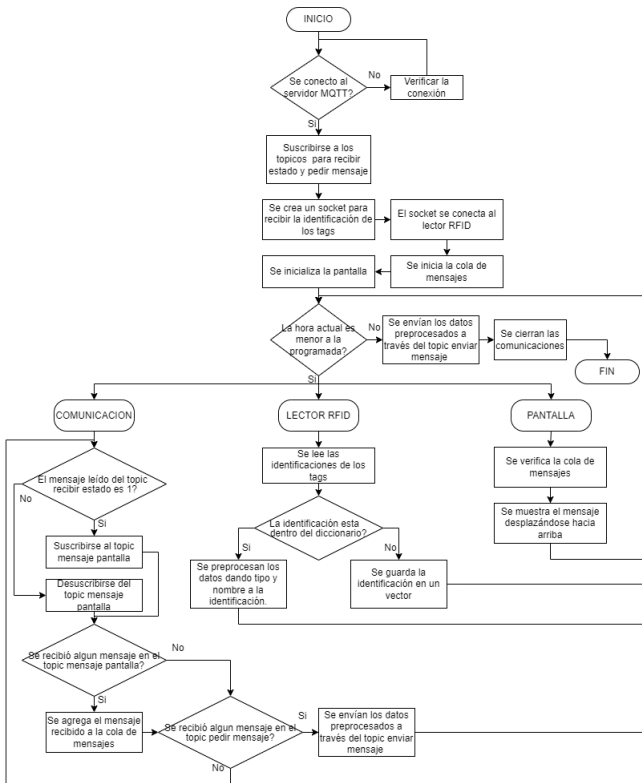 INICIO
Se conecto al
servidor MQTT?
No
Verificar la
conexión
Si
Suscribirse a los
topicos para recibir
estado y pedir mensaje
Se crea un socket para
recibir la identificación de
los tags
El socket se conecta al
lector RFID
Se inicializa la pantalla
Se inicia la cola de
mensajes
La hora actual es
menor a la
programada?
No
Se envían los datos
preprocesados a
través del topic enviar
mensaje
Se cierran las
comunicaciones
FIN
Si
COMUNICACION
LECTOR RFID
PANTALLA
El mensaje leído del topic
recibir estado es 1?
No
Si
Suscribirse al topic
mensaje pantalla
Desuscribirse del
topic mensaje
pantalla
Se recibió algun mensaje en el
topic mensaje pantalla?
No
Si
Se agrega el mensaje
recibido a la cola de
mensajes
Se recibió algun mensaje en el
topic pedir mensaje?
Si
No
Se envían los datos
preprocesados a
través del topic enviar
mensaje
Se lee las
identificaciones de los
tags
La identificación esta
dentro del diccionario?
Si
No
Se preprocesan los
datos dando tipo y
nombre a la
identificación.
Se guarda la
identificación en un
vector
Se verifica la cola de
mensajes
Se muestra el mensaje
desplazándose hacia
arriba